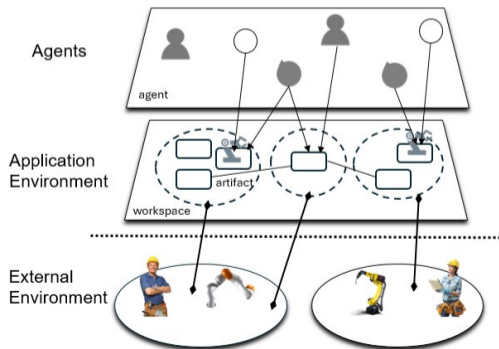 Agents
agent
Application
Environment
artifact
workspace
External
Environment